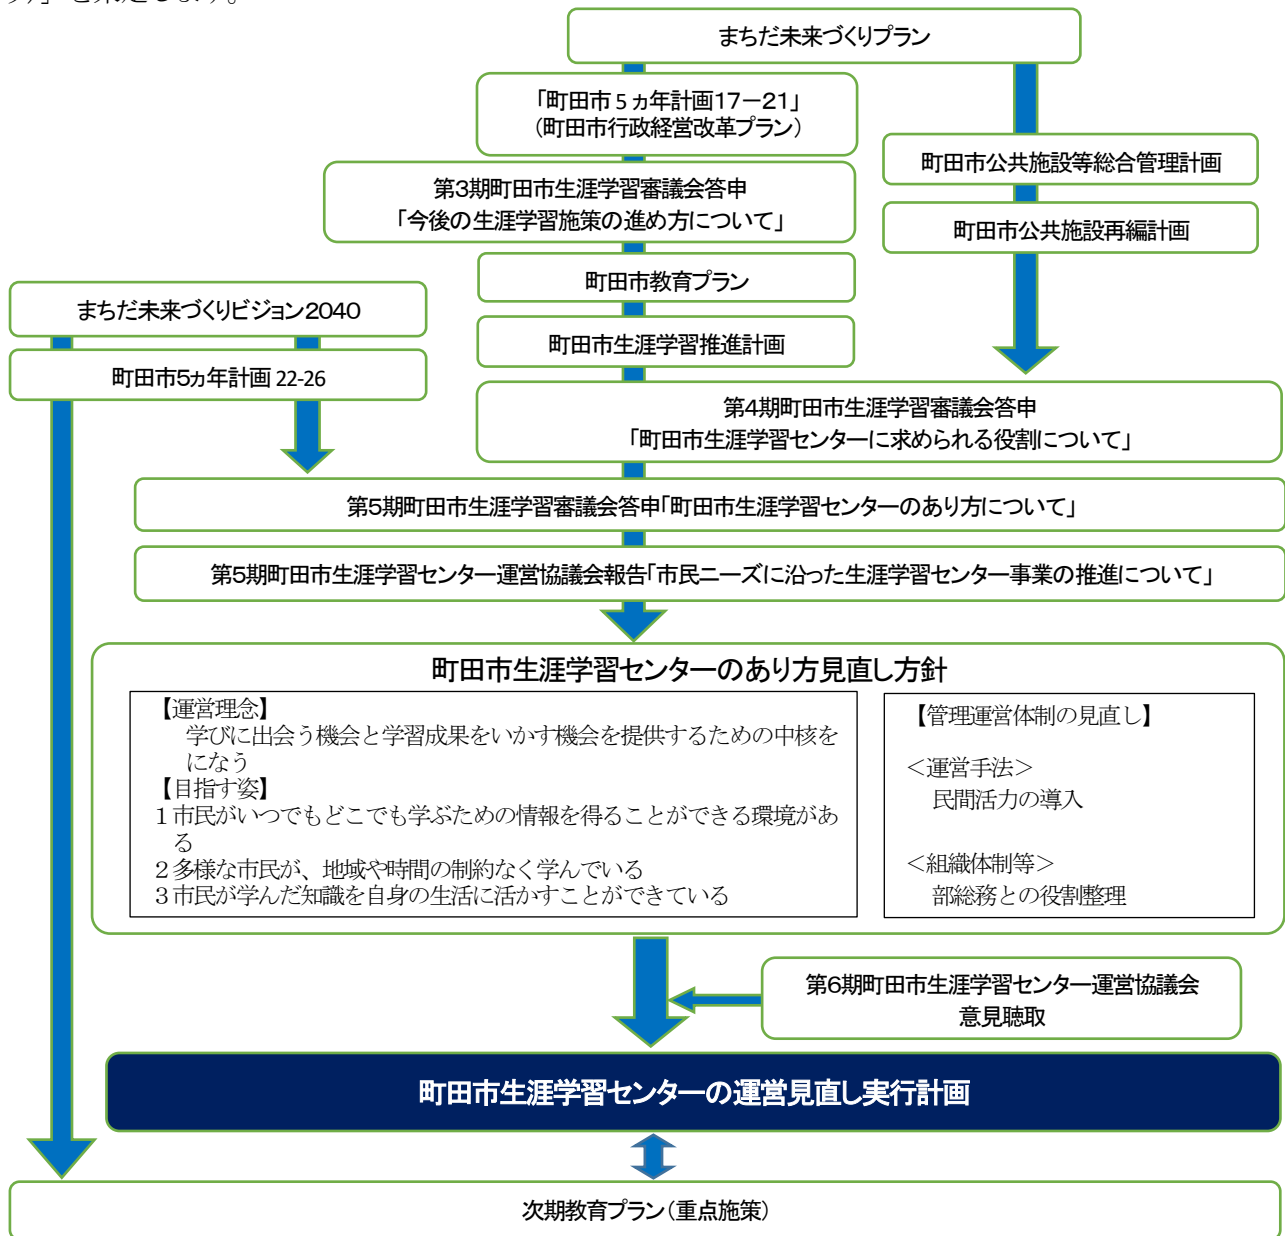 まちだ未来づくりプラン
「町田市5ヵ年計画17－21」
（町田市行政経営改革プラン）
町田市公共施設等総合管理計画
第3期町田市生涯学習審議会答申
「今後の生涯学習施策の進め方について」
町田市公共施設再編計画
町田市教育プラン
まちだ未来づくりビジョン2040
町田市生涯学習推進計画
町田市5ヵ年計画 22-26
第4期町田市生涯学習審議会答申
「町田市生涯学習センターに求められる役割について」
第5期町田市生涯学習審議会答申「町田市生涯学習センターのあり方について」
第5期町田市生涯学習センター運営協議会報告「市民ニーズに沿った生涯学習センター事業の推進について」
町田市生涯学習センターのあり方見直し方針
【運営理念】
学びに出会う機会と学習成果をいかす機会を提供するための中核を
になう
【目指す姿】
１市民がいつでもどこでも学ぶための情報を得ることができる環境があ
る
２多様な市民が、地域や時間の制約なく学んでいる
３市民が学んだ知識を自身の生活に活かすことができている
【管理運営体制の見直し】
＜運営手法＞
民間活力の導入
＜組織体制等＞
部総務との役割整理
第6期町田市生涯学習センター運営協議会
意見聴取
町田市生涯学習センターの運営見直し実行計画
次期教育プラン（重点施策）